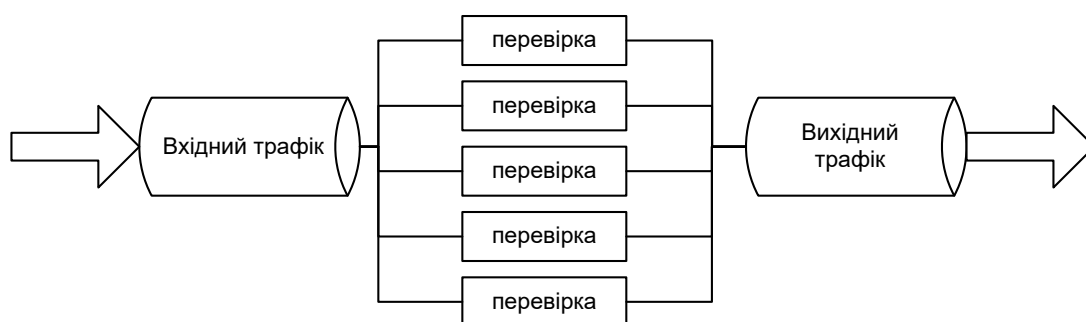 перевірка
перевірка
Вхідний трафік
перевірка
Вихідний
трафік
перевірка
перевірка